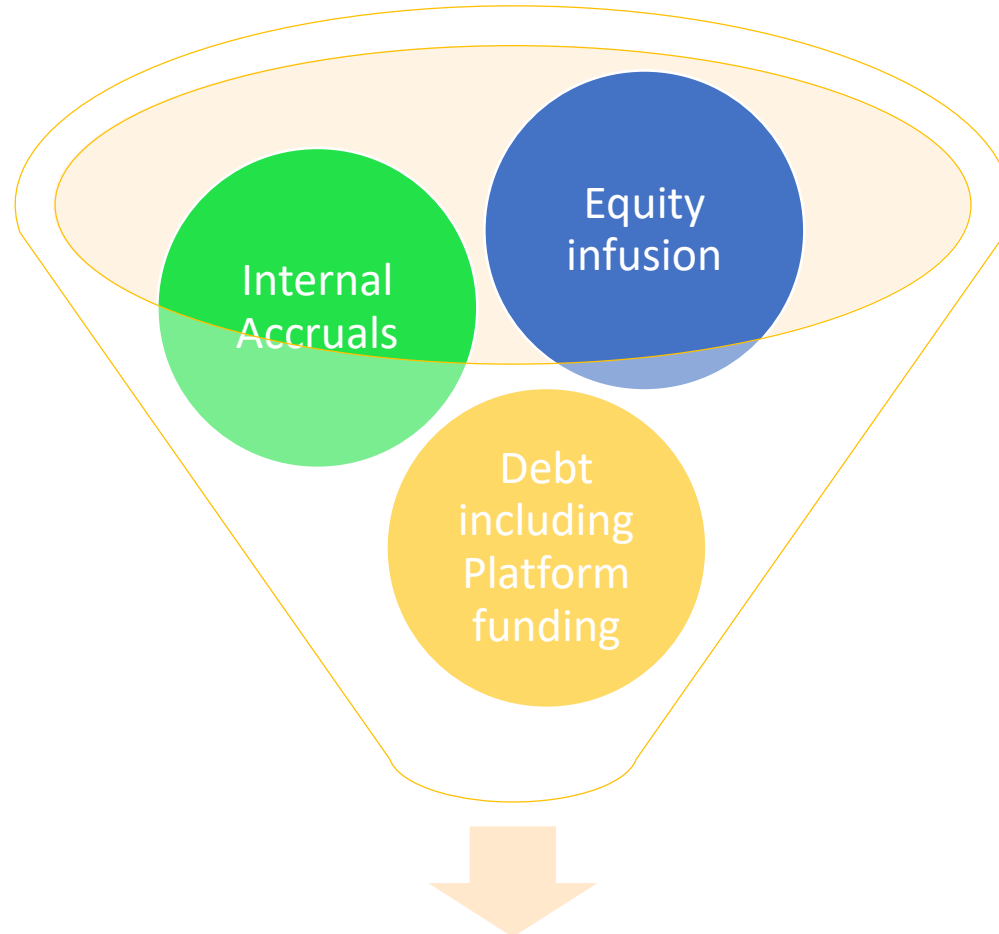 Equity
infusion
Internal
Accruals
Debt
including
Platform
funding